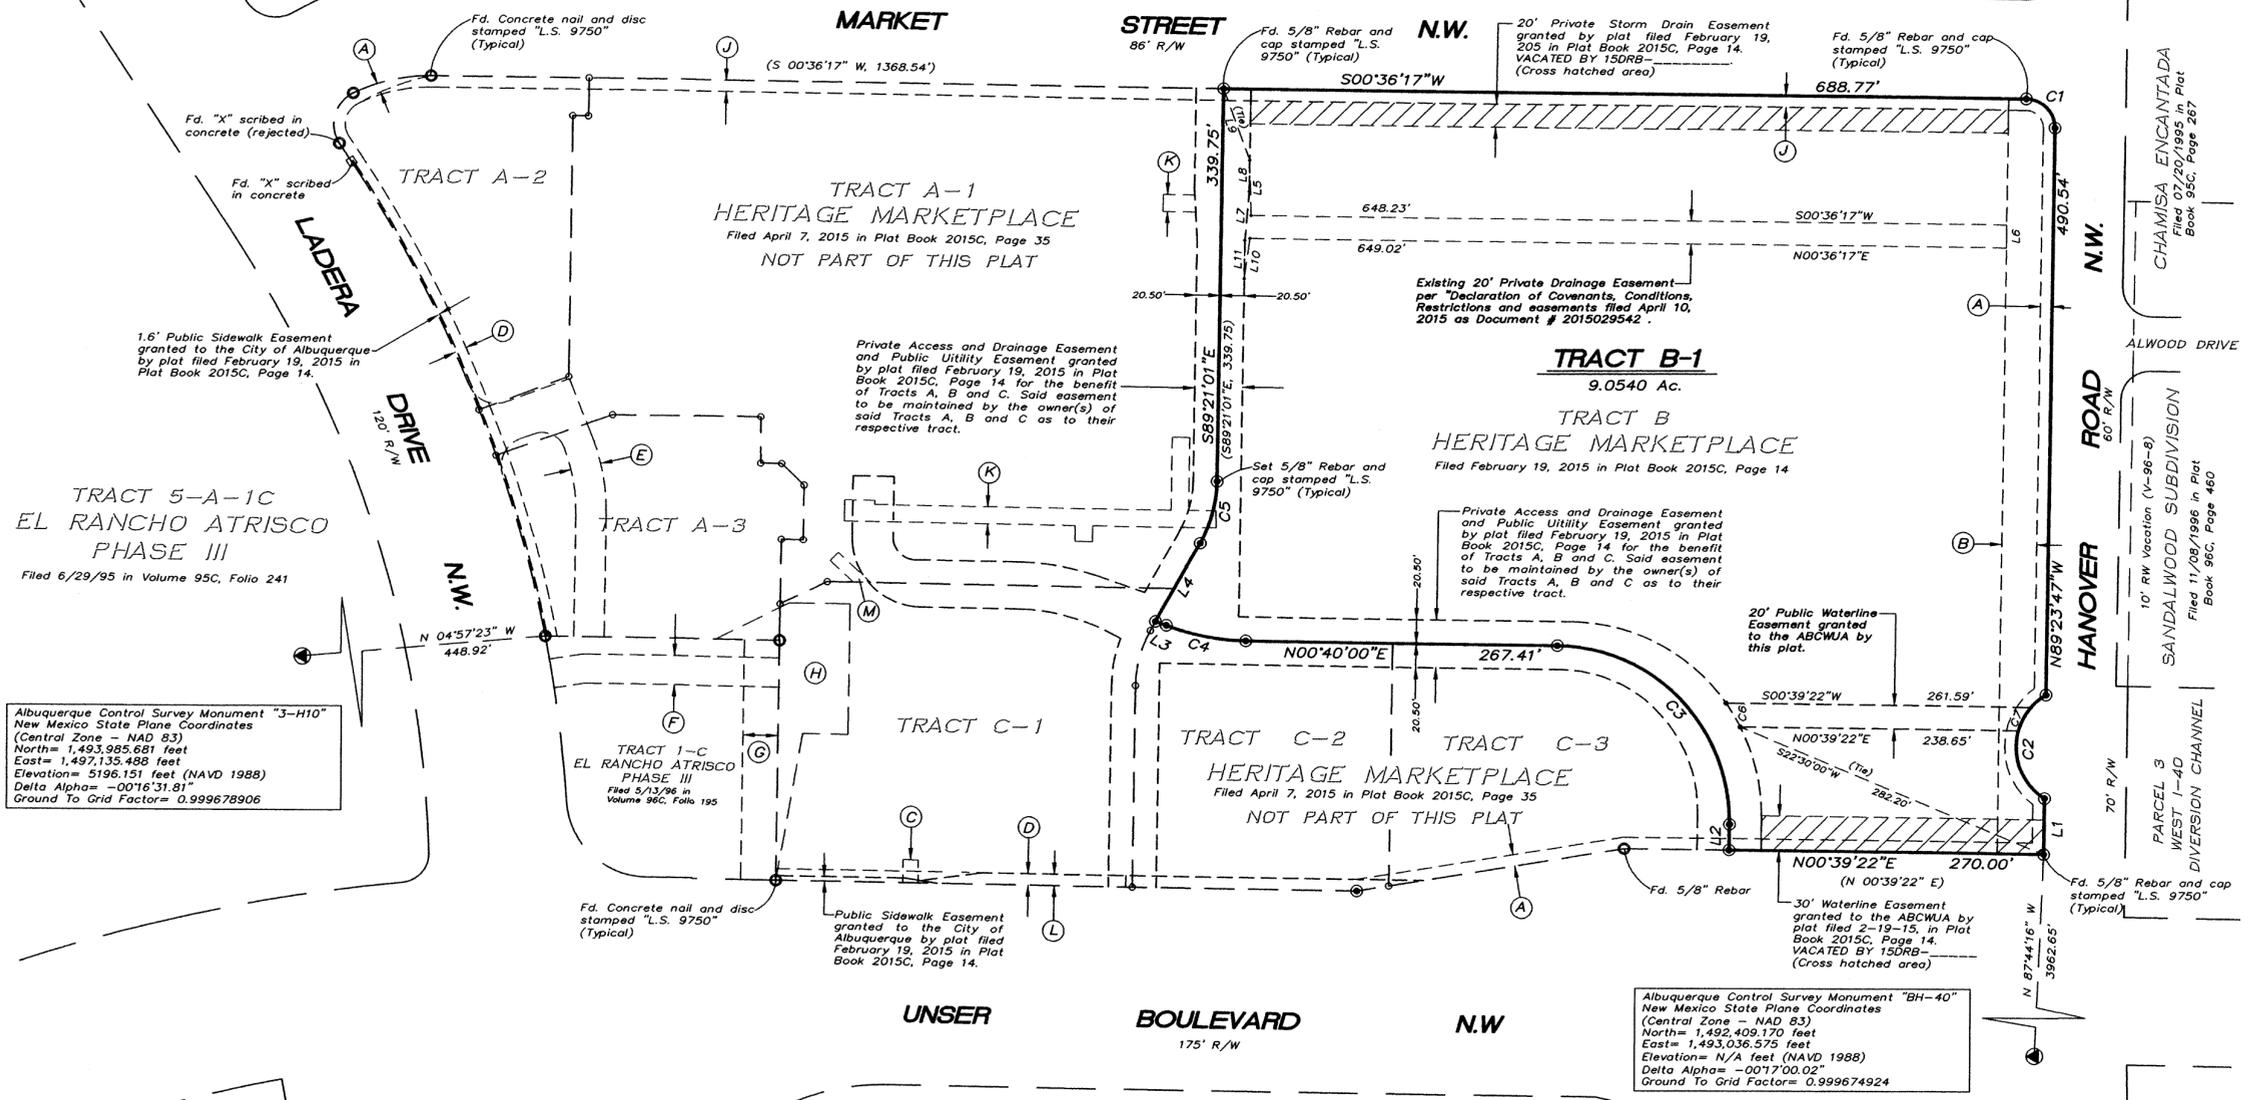 MARKET STREET N.W.
86' R/W
Fd. Concrete nail and disc
stamped "L.S. 9750"
(Typical)
A
J
(S 00°36'17" W, 1368.54')
Fd. 5/8" Rebar and
cap stamped "L.S.
9750" (Typical)
20' Private Storm Drain Easement
granted by plat filed February 19,
205 in Plat Book 2015C, Page 14.
VACATED BY 15DRB-________.
(Cross hatched area)
Fd. 5/8" Rebar and cap
stamped "L.S. 9750"
(Typical)
S00°36'17"W
688.77'
C1
J
Fd. "X" scribed in
concrete (rejected)
Fd. "X" scribed
in concrete
TRACT A-2
TRACT A-1
HERITAGE MARKETPLACE
Filed April 7, 2015 in Plat Book 2015C, Page 35
NOT PART OF THIS PLAT
K
339.75'
(Tie)
L9
L8
L5
L7
L11
L10
L6
648.23'
S00°36'17"W
649.02'
N00°36'17"E
490.54'
20.50'
20.50'
Existing 20' Private Drainage Easement
per "Declaration of Covenants, Conditions,
Restrictions and easements filed April 10,
2015 as Document # 2015029542 .
A
CHAMISA ENCANTADA
Filed 07/20/1995 in Plat
Book 95C, Page 267
ALWOOD DRIVE
LADERA
DRIVE
120' R/W
N.W.
D
1.6' Public Sidewalk Easement
granted to the City of Albuquerque
by plat filed February 19, 2015 in
Plat Book 2015C, Page 14.
Private Access and Drainage Easement
and Public Uitility Easement granted
by plat filed February 19, 2015 in Plat
Book 2015C, Page 14 for the benefit
of Tracts A, B and C. Said easement
to be maintained by the owner(s) of
said Tracts A, B and C as to their
respective tract.
S89°21'01"E
(S89°21'01"E, 339.75)
TRACT B-1
9.0540 Ac.
TRACT B
HERITAGE MARKETPLACE
Filed February 19, 2015 in Plat Book 2015C, Page 14
N.W.
ROAD
60' R/W
HANOVER
10' RW Vacation (V-96-8)
SANDALWOOD SUBDIVISION
Filed 11/08/1996 in Plat
Book 96C, Page 460
E
K
Set 5/8" Rebar and
cap stamped "L.S.
9750" (Typical)
C5
TRACT 5-A-1C
EL RANCHO ATRISCO
PHASE III
Filed 6/29/95 in Volume 95C, Folio 241
TRACT A-3
Private Access and Drainage Easement
and Public Uitility Easement granted
by plat filed February 19, 2015 in Plat
Book 2015C, Page 14 for the benefit
of Tracts A, B and C. Said easement
to be maintained by the owner(s) of
said Tracts A, B and C as to their
respective tract.
B
N89°23'47"W
M
L4
20.50'
20.50'
20' Public Waterline
Easement granted
to the ABCWUA by
this plat.
N 04°57'23" W
448.92'
L3
C4
N00°40'00"E
267.41'
H
F
G
C3
S00°39'22"W
261.59'
C6
C7
N00°39'22"E
238.65'
C2
S22°30'00"W
(Tie)
282.20'
Albuquerque Control Survey Monument "3-H10"
New Mexico State Plane Coordinates
(Central Zone - NAD 83)
North= 1,493,985.681 feet
East= 1,497,135.488 feet
Elevation= 5196.151 feet (NAVD 1988)
Delta Alpha= -00°16'31.81"
Ground To Grid Factor= 0.999678906
TRACT 1-C
EL RANCHO ATRISCO
PHASE III
Filed 5/13/96 in
Volume 96C, Folio 195
TRACT C-1
TRACT C-2
TRACT C-3
HERITAGE MARKETPLACE
Filed April 7, 2015 in Plat Book 2015C, Page 35
NOT PART OF THIS PLAT
70' R/W
PARCEL 3
WEST I-40
DIVERSION CHANNEL
C
D
L
A
L2
L1
N00°39'22"E
270.00'
(N 00°39'22" E)
Fd. Concrete nail and disc
stamped "L.S. 9750"
(Typical)
Public Sidewalk Easement
granted to the City of
Albuquerque by plat filed
February 19, 2015 in Plat
Book 2015C, Page 14.
Fd. 5/8" Rebar
30' Waterline Easement
granted to the ABCWUA by
plat filed 2-19-15, in Plat
Book 2015C, Page 14.
VACATED BY 15DRB-______
(Cross hatched area)
Fd. 5/8" Rebar and cap
stamped "L.S. 9750"
(Typical)
N 87°44'16" W
3962.65'
UNSER BOULEVARD N.W
175' R/W
Albuquerque Control Survey Monument "BH-40"
New Mexico State Plane Coordinates
(Central Zone - NAD 83)
North= 1,492,409.170 feet
East= 1,493,036.575 feet
Elevation= N/A feet (NAVD 1988)
Delta Alpha= -00°17'00.02"
Ground To Grid Factor= 0.999674924